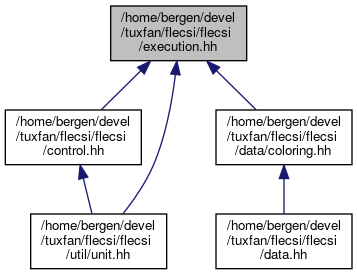 /home/bergen/devel
/tuxfan/flecsi/flecsi
/execution.hh
/home/bergen/devel
/tuxfan/flecsi/flecsi
/control.hh
/home/bergen/devel
/tuxfan/flecsi/flecsi
/data/coloring.hh
/home/bergen/devel
/tuxfan/flecsi/flecsi
/util/unit.hh
/home/bergen/devel
/tuxfan/flecsi/flecsi
/data.hh